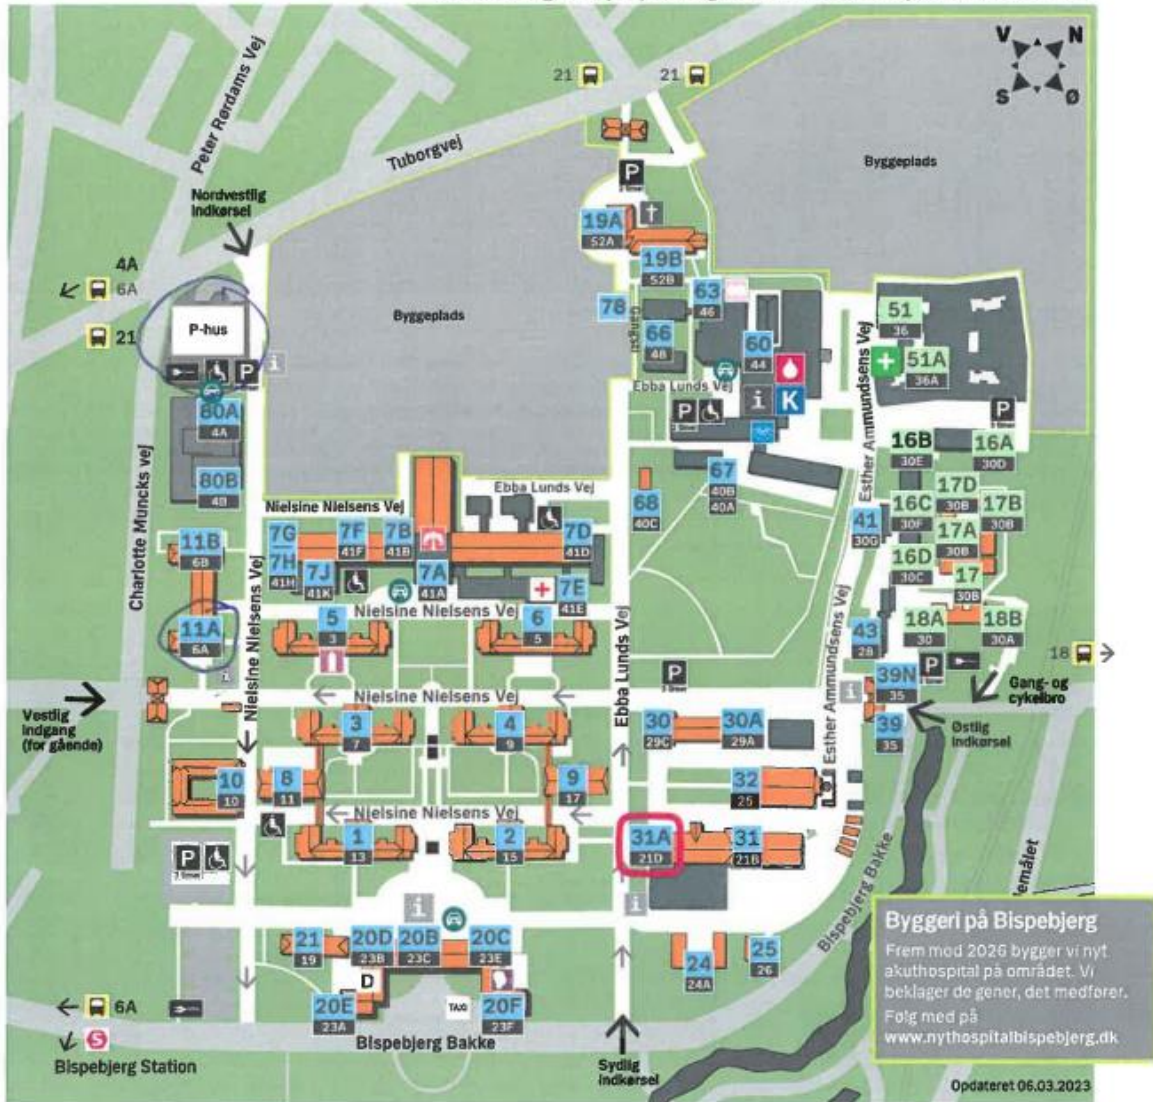 V N
S Ø
21
21
Peter Rørdams Vej
Tuborgvej
Byggeplads
P
Nordvestlig
Indkørsel
19A
52A
19B
52B
4A
6A
21
P-hus
P
i
Byggeplads
78
63
46
Gangsti
66
48
60
44
Ebba Lunds Vej
P
i K
Esther Ammundsens Vej
51
36
51A
36A
P
80A
4A
80B
4B
Charlotte Muncks vej
16B
30E
16A
30D
67
40B
40A
68
40C
17D
30B
16C
30F
17B
30B
41
30G
17A
30B
16D
30C
17
30B
Ebba Lunds Vej
Nielsine Nielsens Vej
7G
7H
41H
7F
41F
7B
41B
7D
41D
7J
41K
7A
41A
7E
41E
11B
6B
11A
6A
i
Nielsine Nielsens Vej
Nielsine Nielsens Vej
5
3
6
5
Ebba Lunds Vej
Esther Ammundsens Vej
43
28
18A
30
18B
30A
18
P
39N
35
i
39
35
Gang- og
cykelbro
Østlig
Indkørsel
P
Vestlig
Indgang
(for gående)
Nielsine Nielsens Vej
3
7
4
9
30
29C
30A
29A
10
10
8
11
9
17
32
25
Nielsine Nielsens Vej
1
13
2
15
31A
21D
31
21B
P
i
i
Bispebjerg Bakke
21
19
20D
23B
20B
23C
20C
23E
24
24A
25
26
D
20E
23A
TAXI
20F
23F
6A
S
Bispebjerg Station
Bispebjerg Bakke
Sydlig
Indkørsel
Byggeri på Bispebjerg
Frem mod 2026 bygger vi nyt
akuthospital på området. Vi
beklager de gener, det medfører.
Følg med på
www.nythospitalbispebjerg.dk
Opdateret 06.03.2023